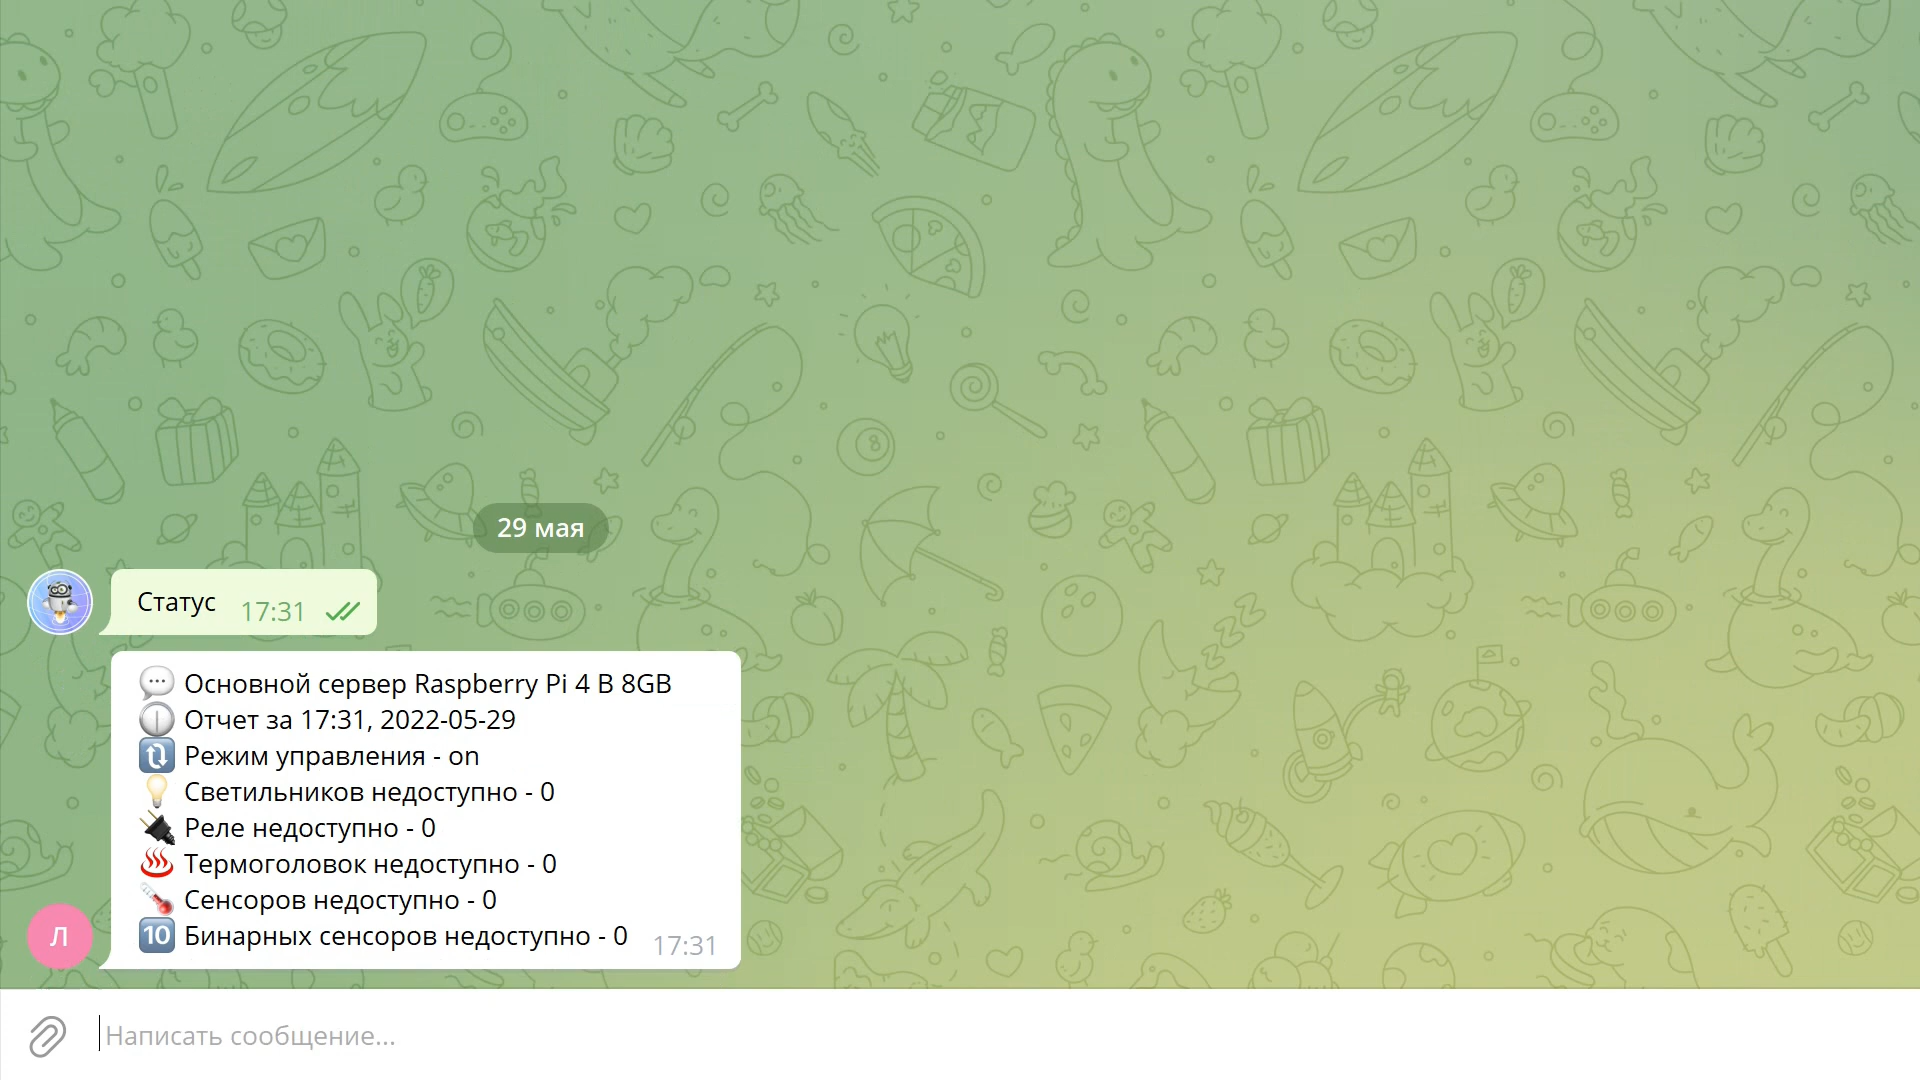 29 мая
Статус 17:31
Основной сервер Raspberry Pi 4 B 8GB
Отчет за 17:31, 2022-05-29
Режим управления - on
Светильников недоступно - 0
Реле недоступно - 0
Термоголовок недоступно - 0
Сенсоров недоступно - 0
10 Бинарных сенсоров недоступно - 0 17:31
Л
Написать сообщение...